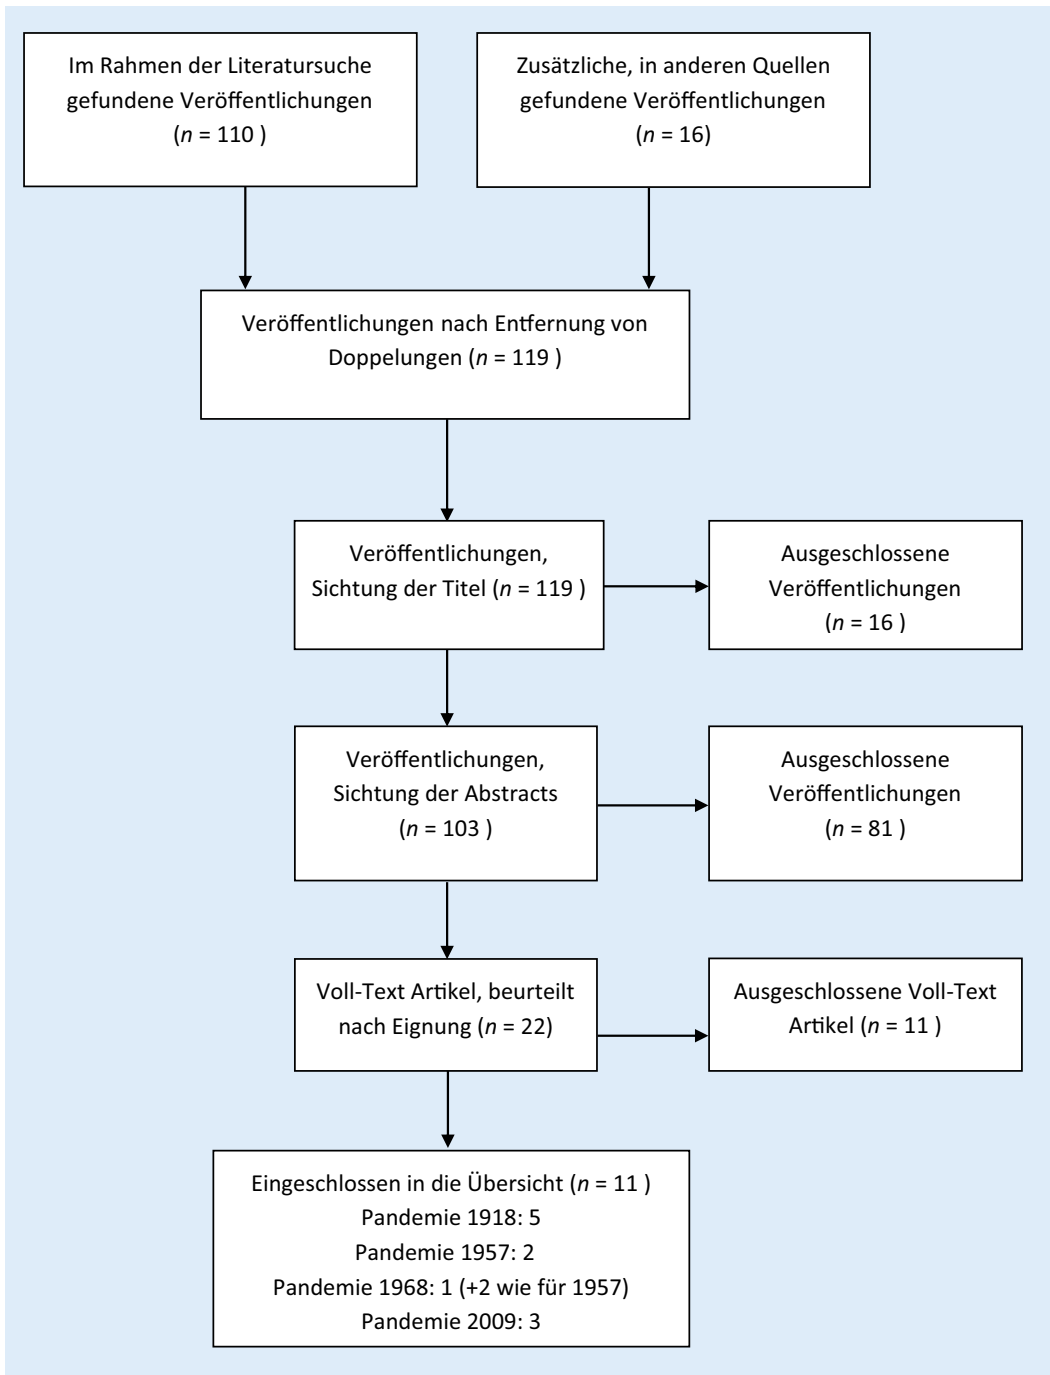 Im Rahmen der Literatursuche
gefundene Veröffentlichungen
(n = 110 )
Zusätzliche, in anderen Quellen
gefundene Veröffentlichungen
(n = 16)
Veröffentlichungen nach Entfernung von
Doppelungen (n = 119 )
Veröffentlichungen,
Sichtung der Titel (n = 119 )
Ausgeschlossene
Veröffentlichungen
(n = 16 )
Veröffentlichungen,
Sichtung der Abstracts
(n = 103 )
Ausgeschlossene
Veröffentlichungen
(n = 81 )
Voll-Text Artikel, beurteilt
nach Eignung (n = 22)
Ausgeschlossene Voll-Text
Artikel (n = 11 )
Eingeschlossen in die Übersicht (n = 11 )
Pandemie 1918: 5
Pandemie 1957: 2
Pandemie 1968: 1 (+2 wie für 1957)
Pandemie 2009: 3